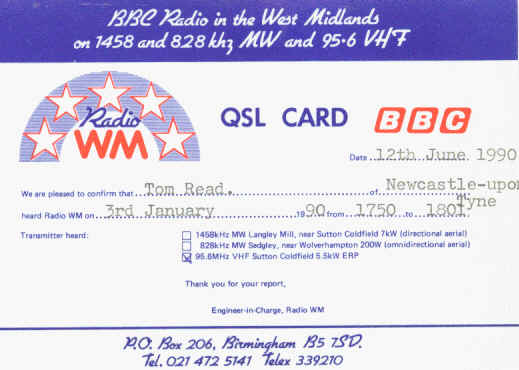 BBC Radio in the West Midlands
on 1458 and 828 khz MW and 95·6 VHF
Radio
WM
QSL CARD
BBC
Date 12th June 1990
We are pleased to confirm that Tom Read. of Newcastle-upon
Tyne
heard Radio WM on 3rd January 1990 from 1750 to 1801
Transmitter heard:
1458kHz MW Langley Mill, near Sutton Coldfield 7kW (directional aerial)
828kHz MW Sedgley, near Wolverhampton 200W (omnidirectional aerial)
95.6MHz VHF Sutton Coldfield 5.5kW ERP
Thank you for your report,
Engineer-in-Charge, Radio WM
P.O. Box 206, Birmingham B5 7SD.
Tel. 021 472 5141 Telex 339210